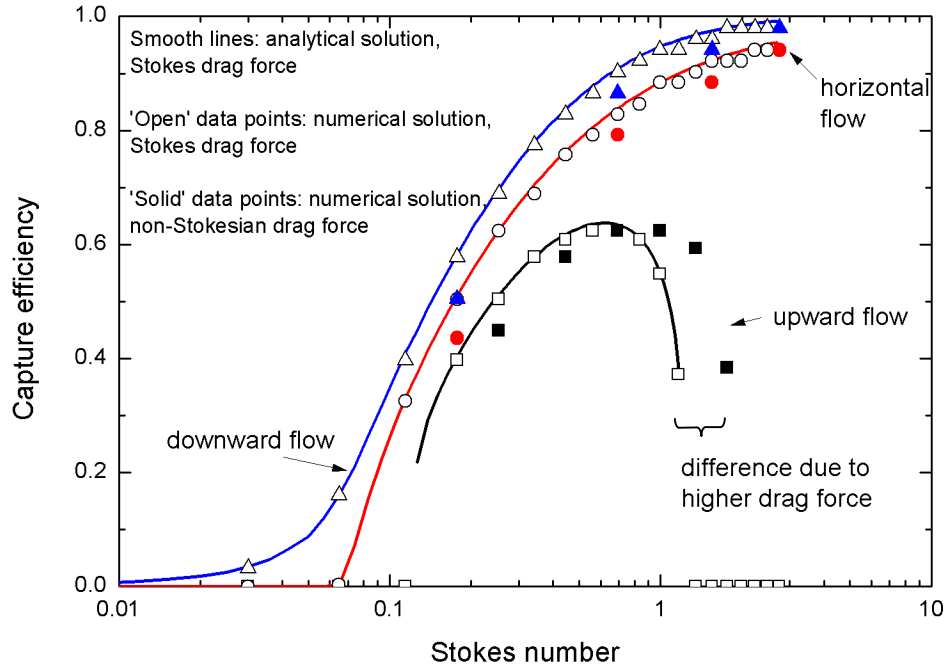 1.0
0.8
0.6
0.4
0.2
0.0
Capture efficiency
Smooth lines: analytical solution,
Stokes drag force
'Open' data points: numerical solution,
Stokes drag force
'Solid' data points: numerical solution,
non-Stokesian drag force
horizontal
flow
upward flow
downward flow
difference due to
higher drag force
0.01
0.1
1
10
Stokes number